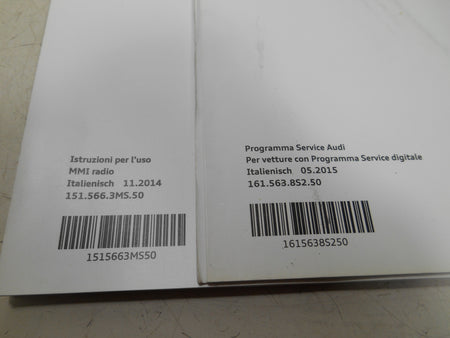 Istruzioni per l'uso
MMI radio
Italienisch 11.2014
151.566.3MS.50
1515663MS50
Programma Service Audi
Per vetture con Programma Service digitale
Italienisch 05.2015
161.563.8S2.50
1615638S250